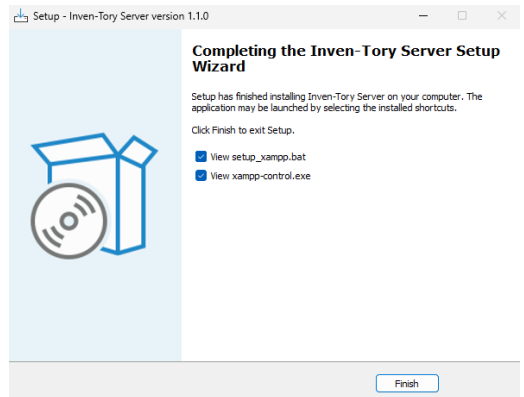 Setup - Inven-Tory Server version 1.1.0
Completing the Inven-Tory Server Setup
Wizard
Setup has finished installing Inven-Tory Server on your computer. The
application may be launched by selecting the installed shortcuts.
Click Finish to exit Setup.
View setup_xampp.bat
View xampp-control.exe
Finish